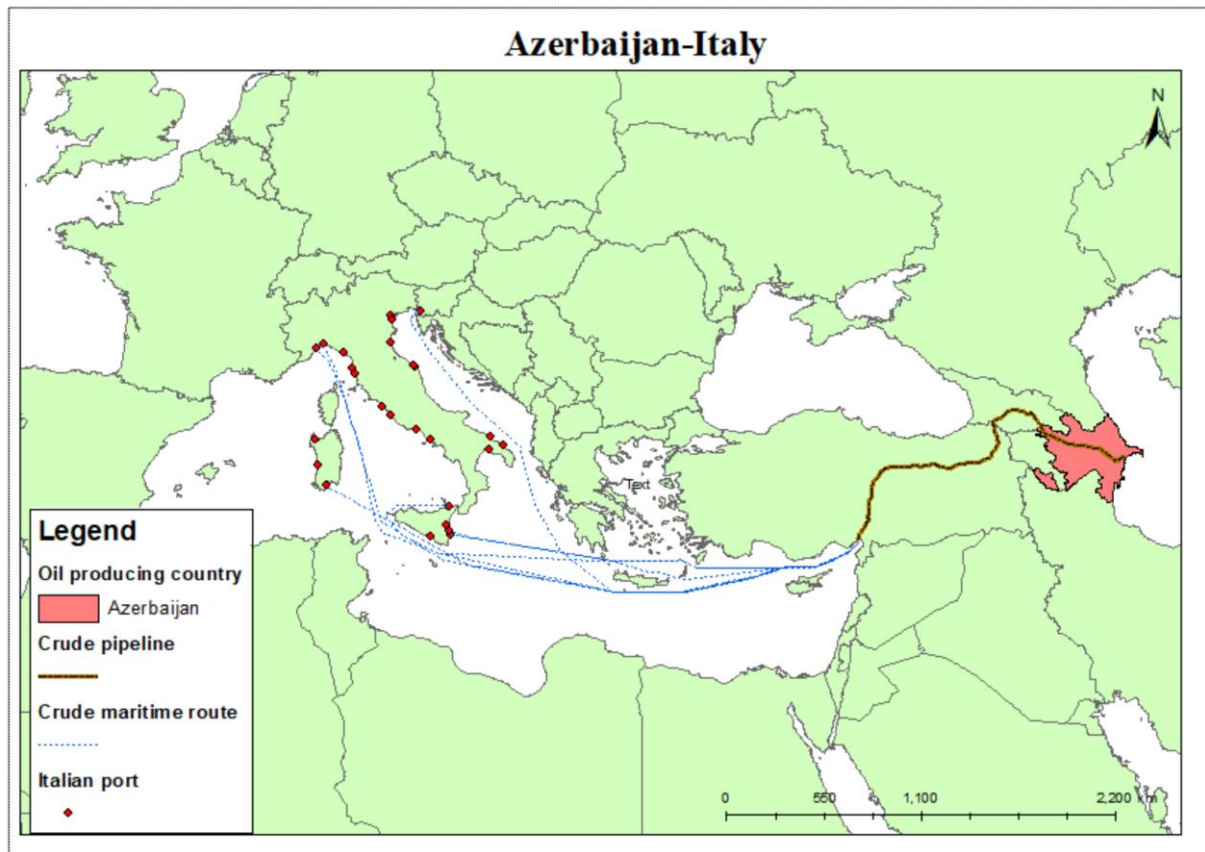 Azerbaijan-Italy
N
Text
Legend
Oil producing country
Azerbaijan
Crude pipeline
Crude maritime route
Italian port
0 550 1,100 2,200 km